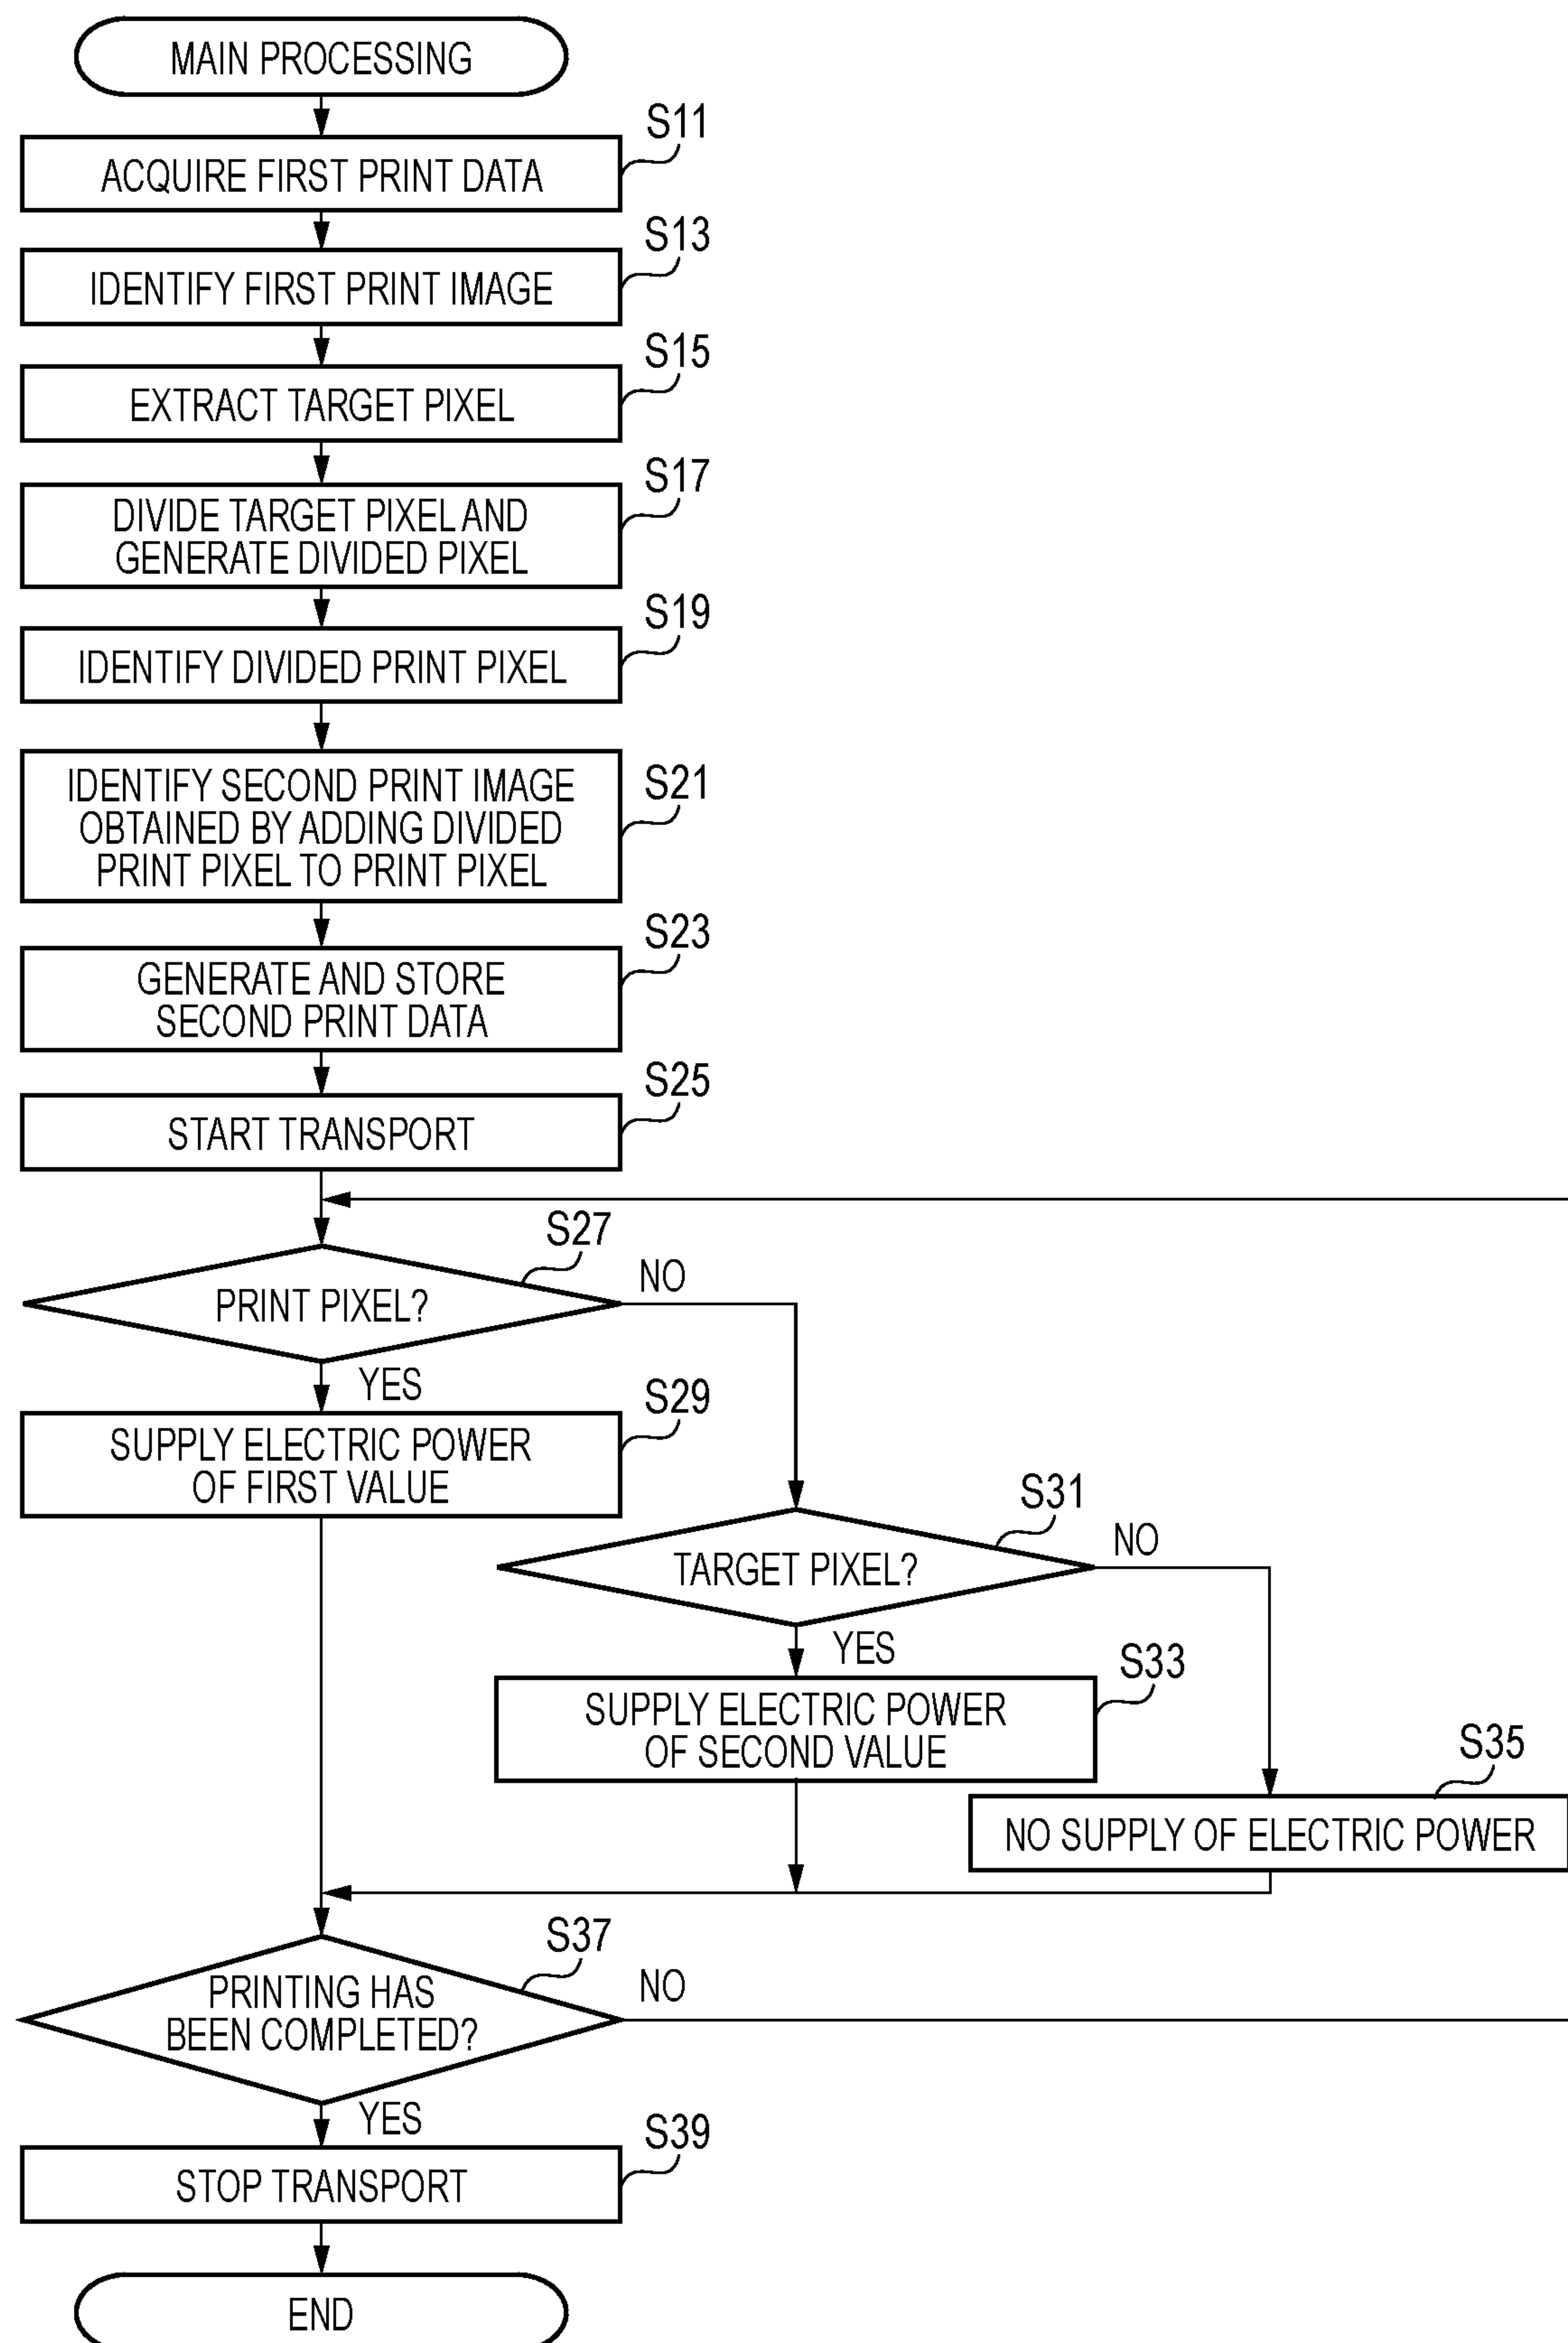 MAIN PROCESSING
S11
ACQUIRE FIRST PRINT DATA
S13
IDENTIFY FIRST PRINT IMAGE
S15
EXTRACT TARGET PIXEL
S17
DIVIDE TARGET PIXEL AND
GENERATE DIVIDED PIXEL
S19
IDENTIFY DIVIDED PRINT PIXEL
S21
IDENTIFY SECOND PRINT IMAGE
OBTAINED BY ADDING DIVIDED
PRINT PIXEL TO PRINT PIXEL
S23
GENERATE AND STORE
SECOND PRINT DATA
S25
START TRANSPORT
S27
PRINT PIXEL?
NO
YES
S29
SUPPLY ELECTRIC POWER
OF FIRST VALUE
S31
TARGET PIXEL?
NO
YES
S33
SUPPLY ELECTRIC POWER
OF SECOND VALUE
S35
NO SUPPLY OF ELECTRIC POWER
S37
PRINTING HAS
BEEN COMPLETED?
NO
YES
S39
STOP TRANSPORT
END